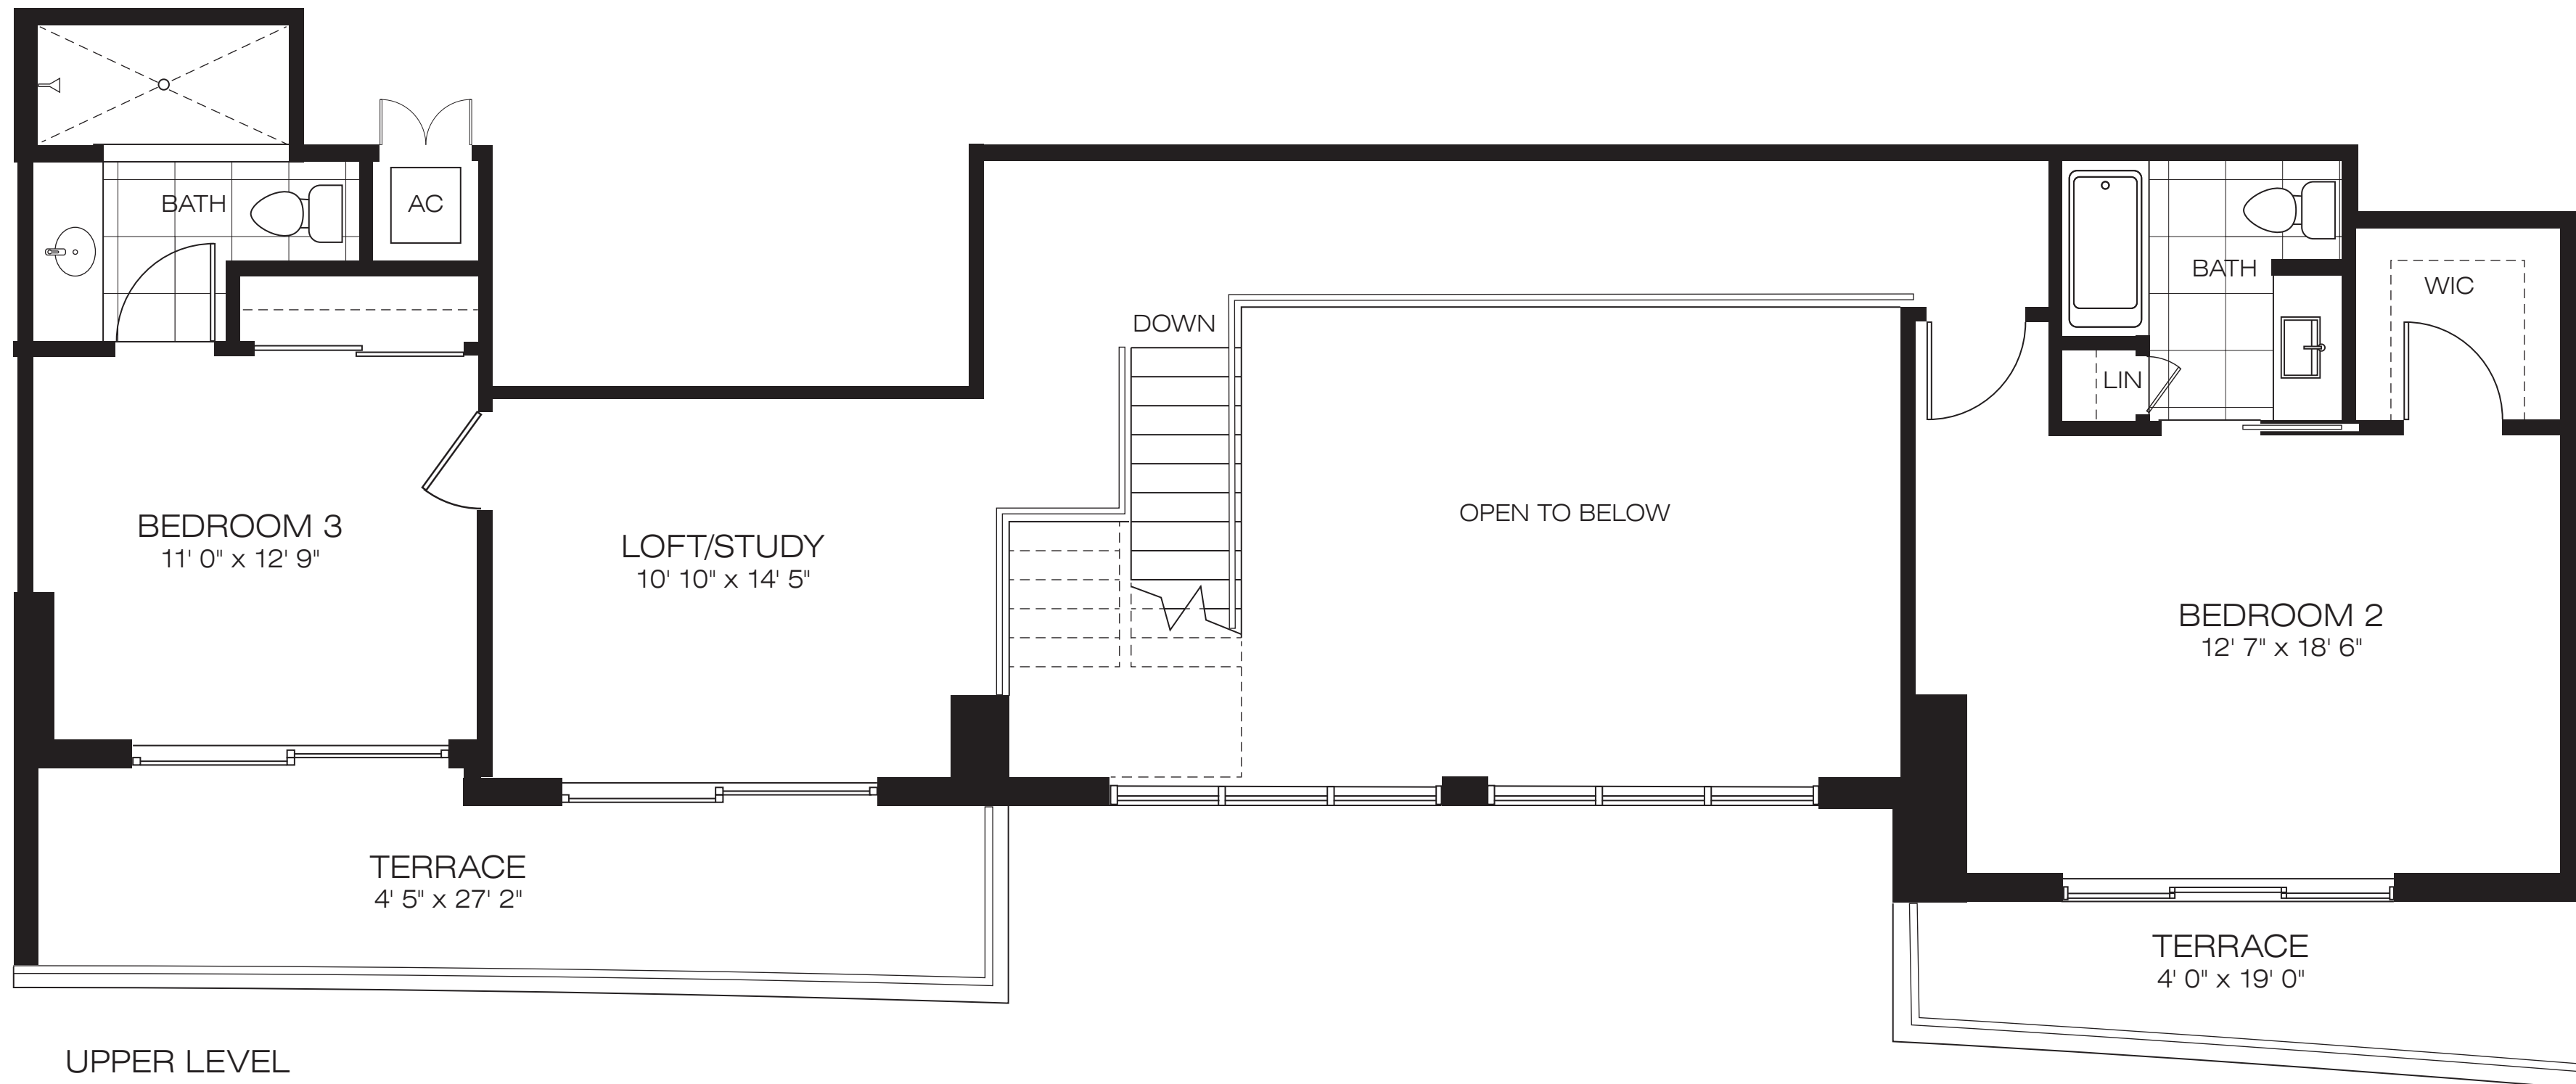 BATH
AC
BATH
WIC
DOWN
LIN
OPEN TO BELOW
BEDROOM 3
11' 0" x 12' 9"
LOFT/STUDY
10' 10" x 14' 5"
BEDROOM 2
12' 7" x 18' 6"
TERRACE
4' 5" x 27' 2"
TERRACE
4' 0" x 19' 0"
UPPER LEVEL